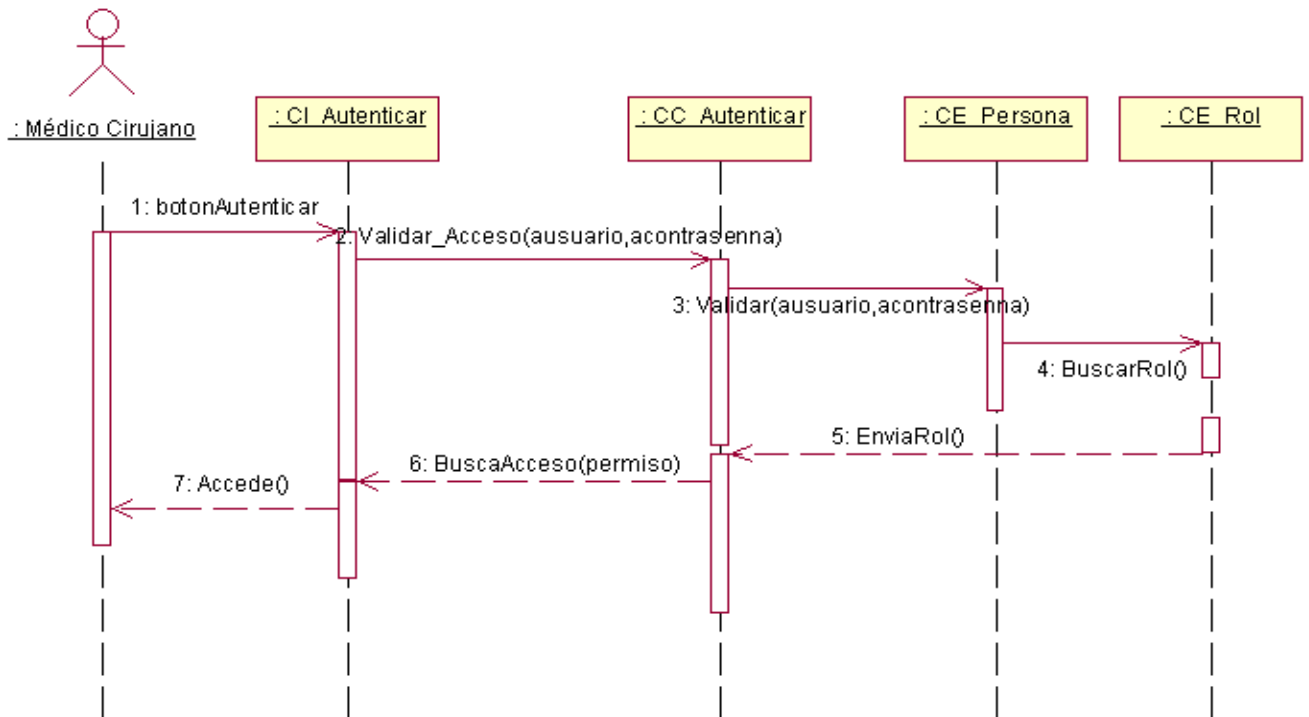 : Médico Cirujano
: CI_Autenticar
: CC_Autenticar
: CE_Persona
: CE_Rol
1: botonAutenticar
2: Validar_Acceso(ausuario,acontrasenna)
3: Validar(ausuario,acontrasenna)
4: BuscarRol()
5: EnviaRol()
6: BuscaAcceso(permiso)
7: Accede()